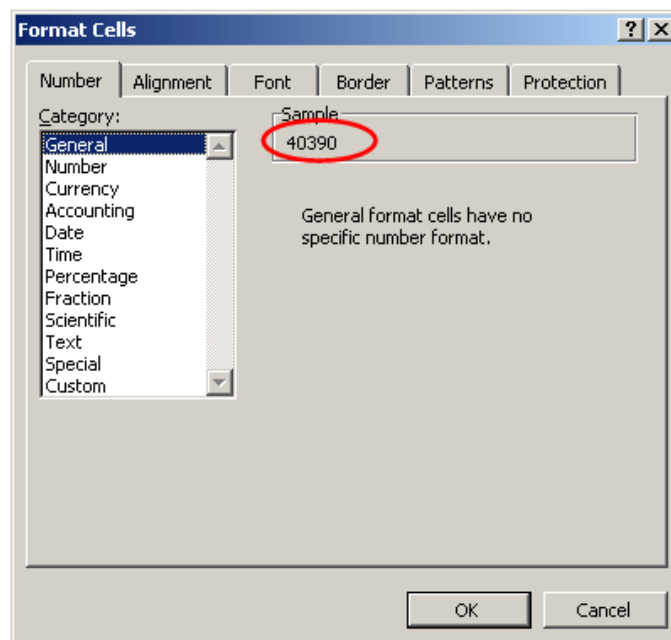 Format Cells
Number Alignment Font Border Patterns Protection
Category:
General
Number
Currency
Accounting
Date
Time
Percentage
Fraction
Scientific
Text
Special
Custom
Sample
40390
General format cells have no
specific number format.
OK Cancel